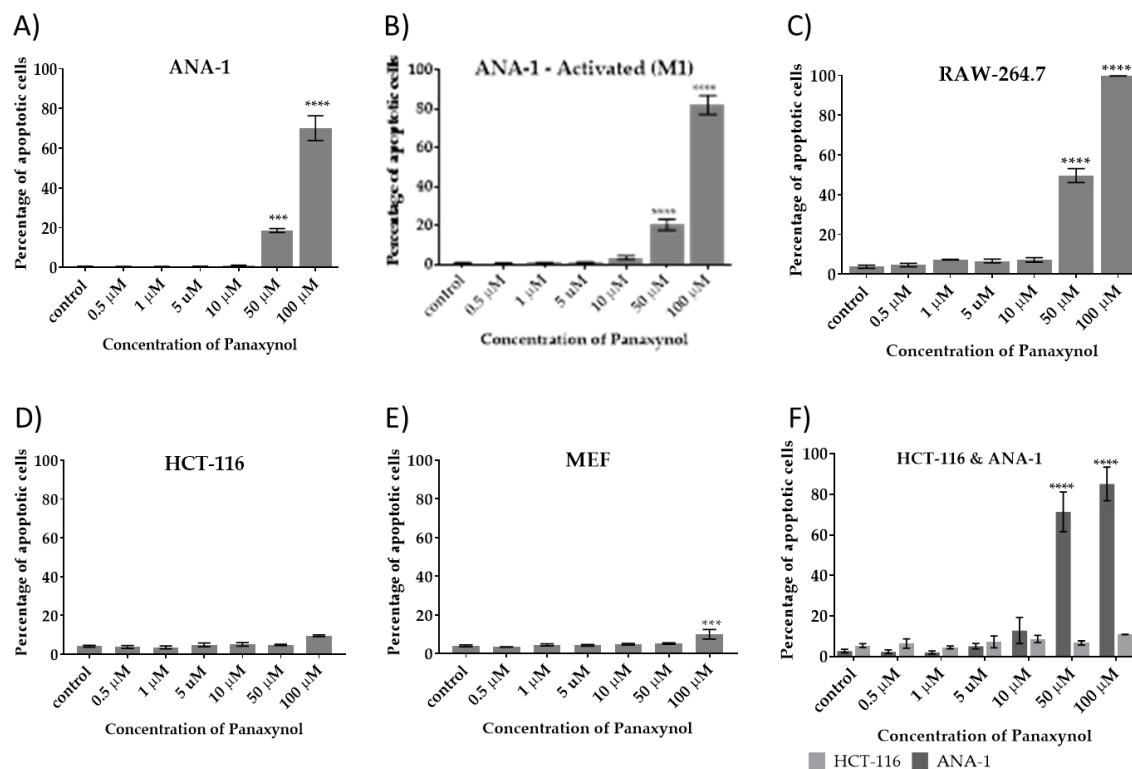 A)
ANA-1
Percentage of apoptotic cells
100
80
60
40
20
0
***
****
control
0.5 µM
1 µM
5 uM
10 µM
50 µM
100 µM
Concentration of Panaxynol
B)
ANA-1 - Activated (M1)
Percentage of apoptotic cells
100
80
60
40
20
0
****
****
control
0.5 µM
1 µM
5 uM
10 µM
50 µM
100 µM
Concentration of Panaxynol
C)
RAW-264.7
Percentage of apoptotic cells
100
80
60
40
20
0
****
****
control
0.5 µM
1 µM
5 uM
10 µM
50 µM
100 µM
Concentration of Panaxynol
D)
HCT-116
Percentage of apoptotic cells
100
80
60
40
20
0
control
0.5 µM
1 µM
5 uM
10 µM
50 µM
100 µM
Concentration of Panaxynol
E)
MEF
Percentage of apoptotic cells
100
80
60
40
20
0
***
control
0.5 µM
1 µM
5 uM
10 µM
50 µM
100 µM
Concentration of Panaxynol
F)
HCT-116 & ANA-1
Percentage of apoptotic cells
100
80
60
40
20
0
****
****
control
0.5 µM
1 µM
5 uM
10 µM
50 µM
100 µM
Concentration of Panaxynol
HCT-116 ANA-1